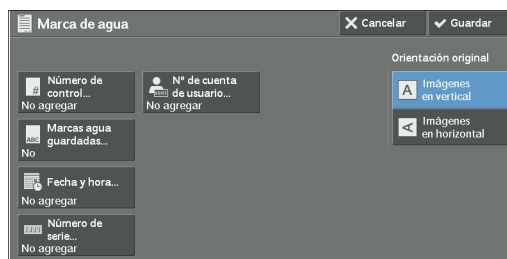 Marca de agua
Cancelar
Guardar
Orientación original
Número de
control...
No agregar
Nº de cuenta
de usuario...
No agregar
Imágenes
en vertical
Marcas agua
guardadas...
No
Imágenes
en horizontal
Fecha y hora...
No agregar
Número de
serie...
No agregar